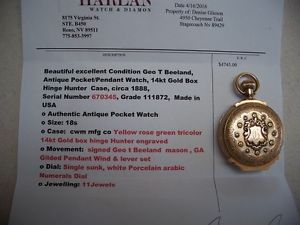 HARLAN
WATCH & DIAMOND
8175 Virginia St.
STE. B450
Reno, NV 89511
775-853-3997
Date 4/16/2016
Property of: Denise Gleison
4950 Cheyenne Trail
Stagecoach Nv 89429
$4743.00
Beautiful excellent Condition Geo T Beeland,
Antique Pocket/Pendant Watch, 14kt Gold Box
Hinge Hunter Case, circa 1888,
Serial Number 670345, Grade 111872, Made in
USA
o Authentic Antique Pocket Watch
o Size: 18s
o Case: cwm mfg co Yellow rose green tricolor
14kt Gold box hinge Hunter engraved
o Movement: signed Geo t Beeland mason , GA
Gilded Pendant Wind & lever set
o Dial: Single sunk, white Porcelain arabic
Numerals Dial
o Jewelling: 11Jewels